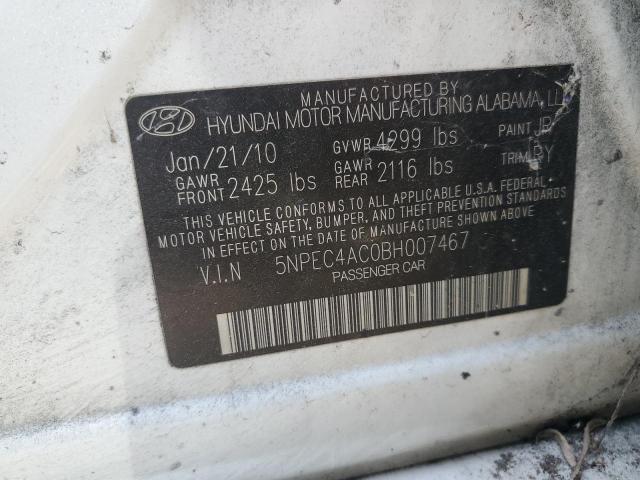 MANUFACTURED BY
HYUNDAI MOTOR MANUFACTURING ALABAMA, LL
Jan/21/10 GVWR 4299 lbs PAINT
GAWR FRONT 2425 lbs GAWR REAR 2116 lbs TRIM
THIS VEHICLE CONFORMS TO ALL APPLICABLE U.S.A. FEDERAL
MOTOR VEHICLE SAFETY, BUMPER, AND THEFT PREVENTION STANDARDS
IN EFFECT ON THE DATE OF MANUFACTURE SHOWN ABOVE.
V.I.N 5NPEC4AC0BH007467
PASSENGER CAR